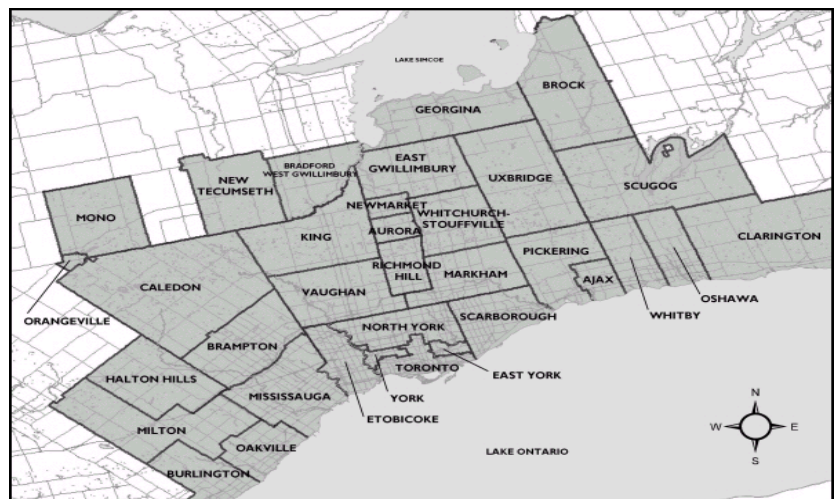 LAKE SIMCOE
BROCK
GEORGINA
EAST
GWILLIMBURY
BRADFORD
WEST GWILLIMBURY
NEW
TECUMSETH
UXBRIDGE
SCUGOG
MONO
NEWMARKET
WHITCHURCH-
STOUFFVILLE
KING
AURORA
CLARINGTON
PICKERING
RICHMOND
HILL
MARKHAM
AJAX
CALEDON
VAUGHAN
OSHAWA
WHITBY
ORANGEVILLE
NORTH YORK
SCARBOROUGH
BRAMPTON
TORONTO
EAST YORK
HALTON HILLS
MISSISSAUGA
YORK
ETOBICOKE
MILTON
OAKVILLE
LAKE ONTARIO
BURLINGTON
N
W
E
S